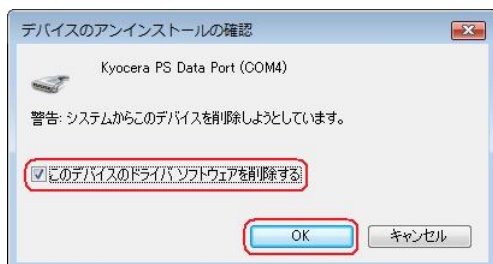 デバイスのアンインストールの確認
Kyocera PS Data Port (COM4)
警告: システムからこのデバイスを削除しようとしています。
このデバイスのドライバ ソフトウェアを削除する
OK
キャンセル